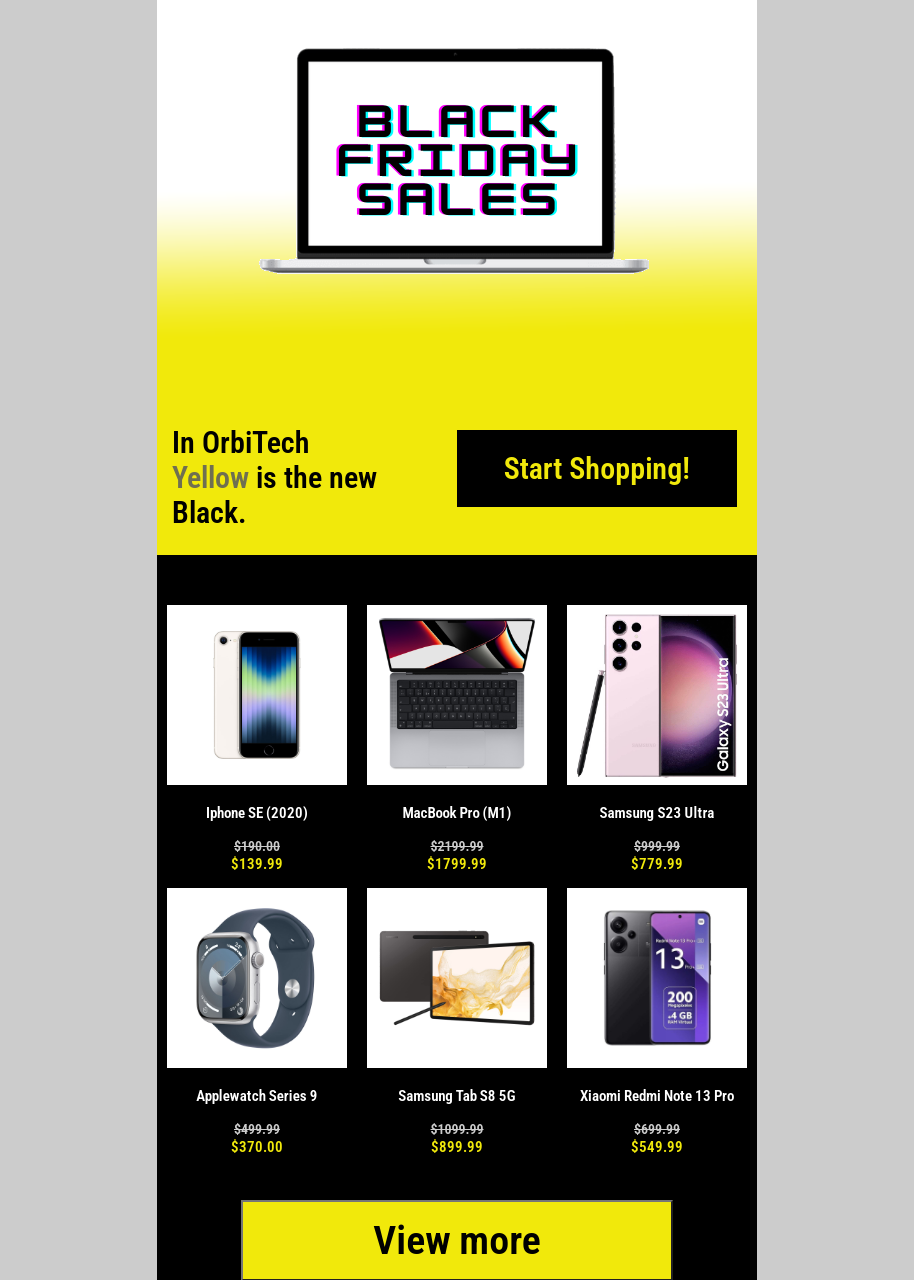 BLACK
FRIDAY
SALES
In OrbiTech
Yellow is the new
Black.
Start Shopping!
Galaxy S23 Ultra
Iphone SE (2020)
$190.00
$139.99
MacBook Pro (M1)
$2199.99
$1799.99
Samsung S23 Ultra
$999.99
$779.99
Redmi Note 13 Pro+
13
200
Megapixeles
+4 GB
RAM Virtual
Applewatch Series 9
$499.99
$370.00
Samsung Tab S8 5G
$1099.99
$899.99
Xiaomi Redmi Note 13 Pro
$699.99
$549.99
View more